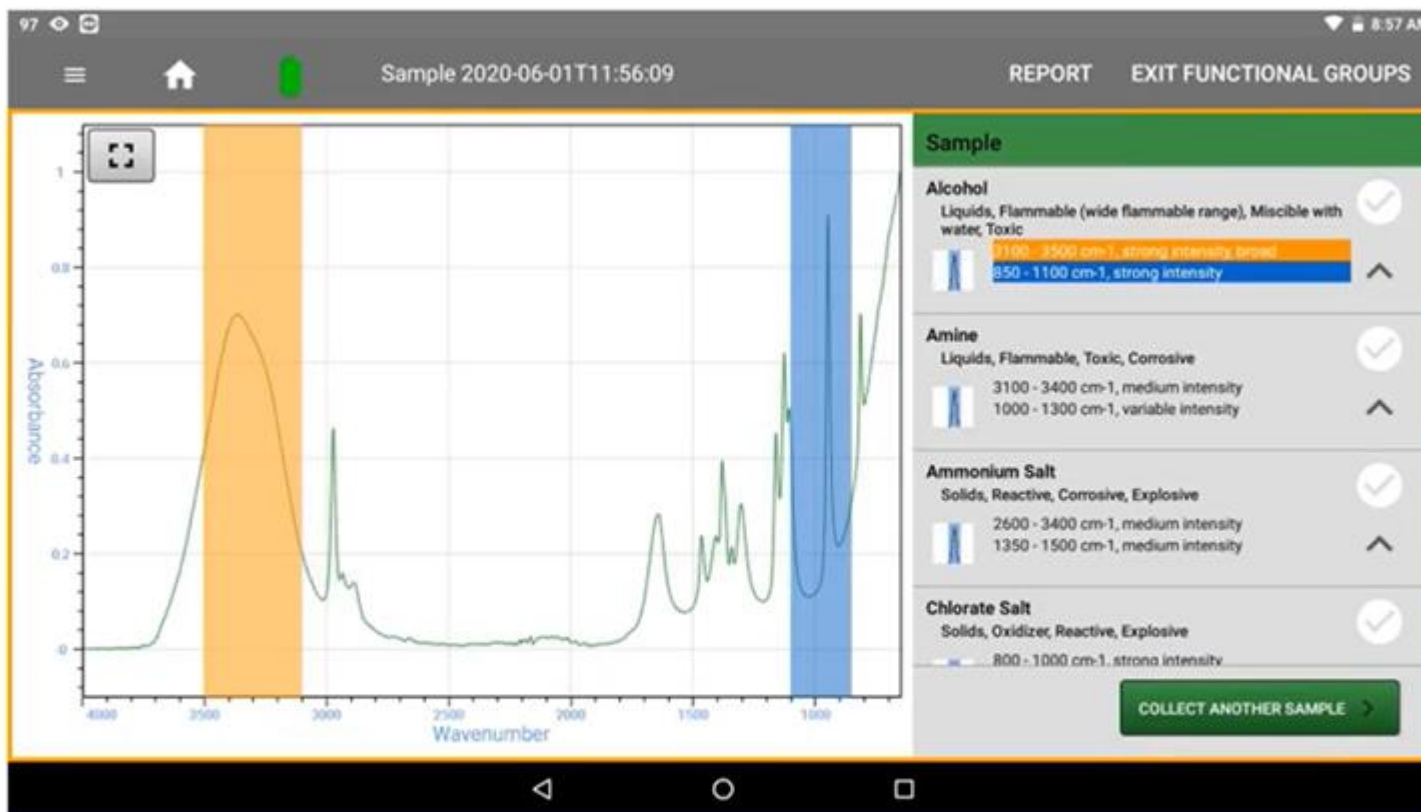 97
8:57 AM
Sample 2020-06-01T11:56:09
REPORT
EXIT FUNCTIONAL GROUPS
1
0.8
0.6
0.4
0.2
0
Absorbance
4000
3500
3000
2500
2000
1500
1000
Wavenumber
Sample
Alcohol
Liquids, Flammable (wide flammable range), Miscible with
water, Toxic
3100 - 3500 cm-1, strong intensity, broad
850 - 1100 cm-1, strong intensity
Amine
Liquids, Flammable, Toxic, Corrosive
3100 - 3400 cm-1, medium intensity
1000 - 1300 cm-1, variable intensity
Ammonium Salt
Solids, Reactive, Corrosive, Explosive
2600 - 3400 cm-1, medium intensity
1350 - 1500 cm-1, medium intensity
Chlorate Salt
Solids, Oxidizer, Reactive, Explosive
800 - 1000 cm-1, strong intensity
COLLECT ANOTHER SAMPLE